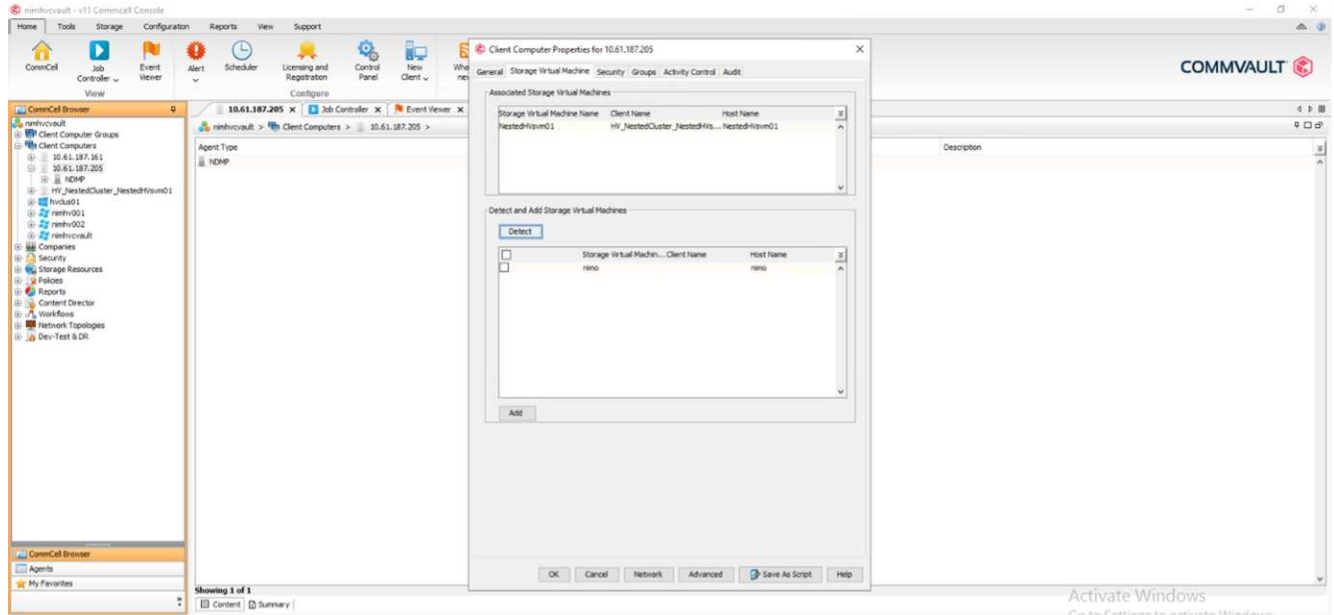 nimhvcvault - v11 Commcell Console
Home Tools Storage Configuration Reports View Support
CommCell
Job Controller
Event Viewer
Alert
Scheduler
Licensing and Registration
Control Panel
New Client
View
Configure
COMMVAULT
CommCell Browser
nimhvcvault
Client Computer Groups
Client Computers
10.61.187.161
10.61.187.205
NDMP
HV_NestedCluster_NestedHVsvm01
hvclus01
nimhv001
nimhv002
nimhvcvault
Companies
Security
Storage Resources
Policies
Reports
Content Director
Workflows
Network Topologies
Dev-Test & DR
CommCell Browser
Agents
My Favorites
10.61.187.205 x Job Controller x Event Viewer x
nimhvcvault > Client Computers > 10.61.187.205 >
Agent Type
Description
NDMP
Showing 1 of 1
Content Summary
Client Computer Properties for 10.61.187.205
General Storage Virtual Machine Security Groups Activity Control Audit
Associated Storage Virtual Machines
Storage Virtual Machine Name Client Name Host Name
NestedHVsvm01 HV_NestedCluster_NestedHVs... NestedHVsvm01
Detect and Add Storage Virtual Machines
Detect
Storage Virtual Machin... Client Name Host Name
nimo nimo
Add
OK Cancel Network Advanced Save As Script Help
Activate Windows